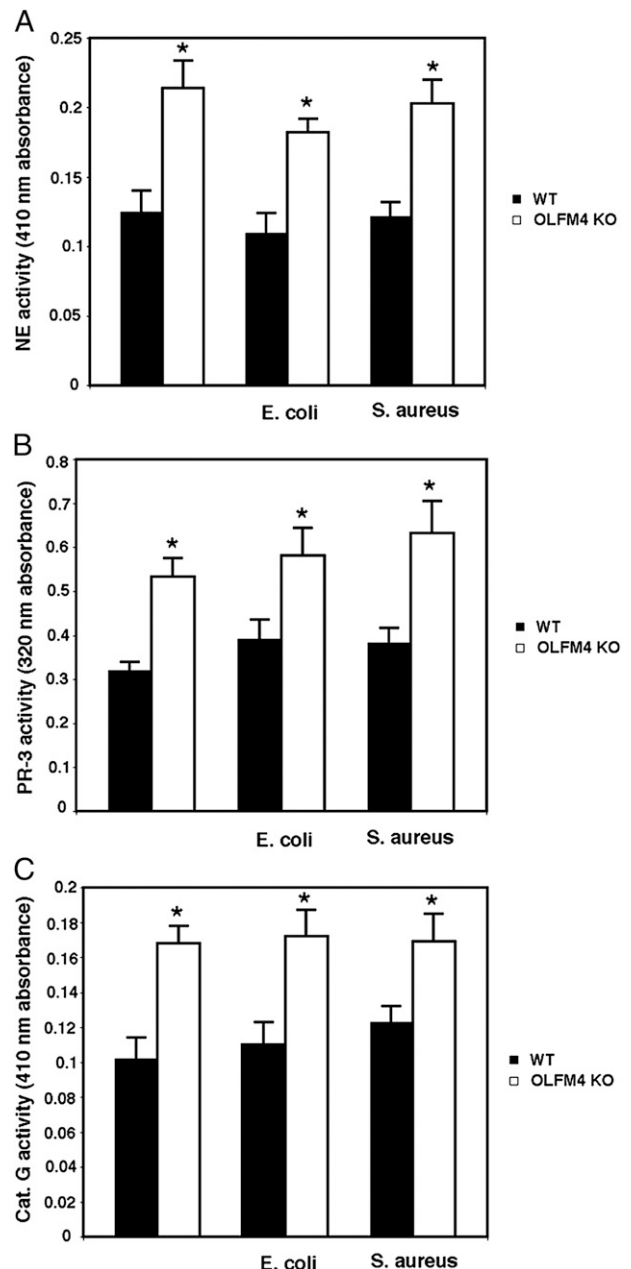 A
NE activity (410 nm absorbance)
0.25
0.2
0.15
0.1
0.05
0
*
*
*
E. coli
S. aureus
WT
OLFM4 KO
B
PR-3 activity (320 nm absorbance)
0.8
0.7
0.6
0.5
0.4
0.3
0.2
0.1
0
*
*
*
E. coli
S. aureus
WT
OLFM4 KO
C
Cat. G activity (410 nm absorbance)
0.2
0.18
0.16
0.14
0.12
0.1
0.08
0.06
0.04
0.02
0
*
*
*
E. coli
S. aureus
WT
OLFM4 KO